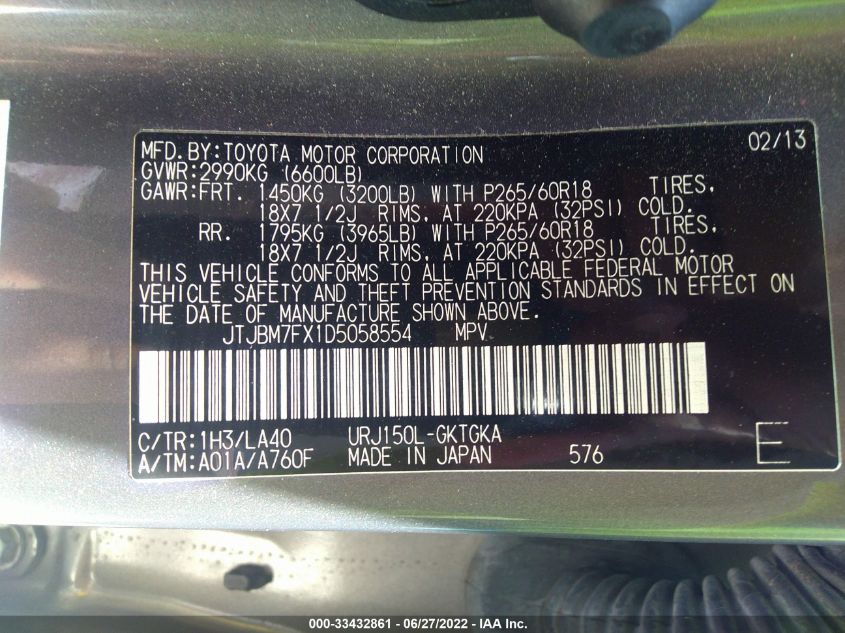 MFD.BY:TOYOTA MOTOR CORPORATION 02/13
GVWR:2990KG (6600LB)
GAWR:FRT. 1450KG (3200LB) WITH P265/60R18 TIRES,
18X7 1/2J RIMS, AT 220KPA (32PSI) COLD.
RR. 1795KG (3965LB) WITH P265/60R18 TIRES,
18X7 1/2J RIMS, AT 220KPA (32PSI) COLD.
THIS VEHICLE CONFORMS TO ALL APPLICABLE FEDERAL MOTOR
VEHICLE SAFETY AND THEFT PREVENTION STANDARDS IN EFFECT ON
THE DATE OF MANUFACTURE SHOWN ABOVE.
JTJBM7FX1D5058554 MPV
C/TR:1H3/LA40 URJ150L-GKTGKA
A/TM:A01A/A760F MADE IN JAPAN 576 E
000-33432861 - 06/27/2022 - IAA Inc.